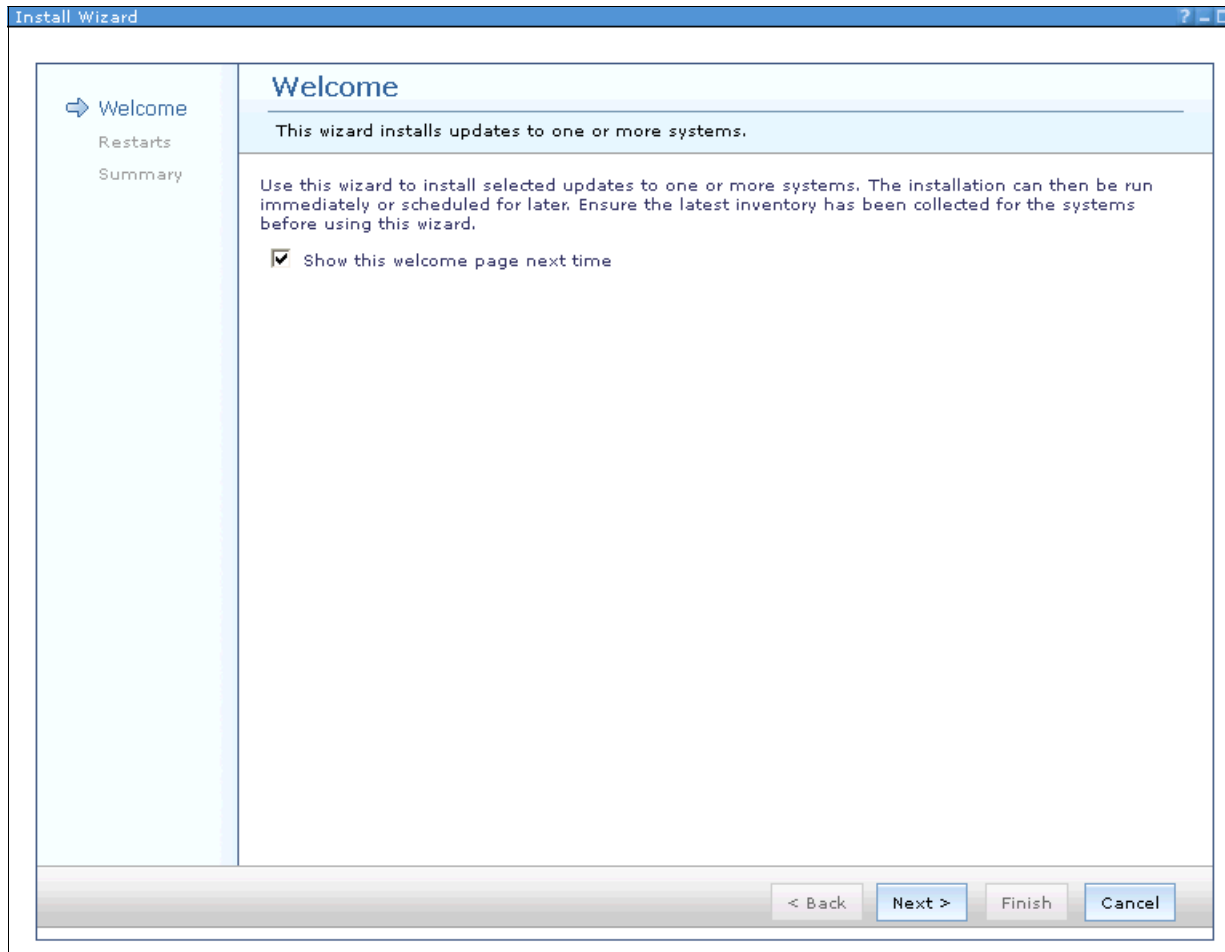 Install Wizard
Welcome
Restarts
Summary
Welcome
This wizard installs updates to one or more systems.
Use this wizard to install selected updates to one or more systems. The installation can then be run
immediately or scheduled for later. Ensure the latest inventory has been collected for the systems
before using this wizard.
Show this welcome page next time
< Back Next > Finish Cancel